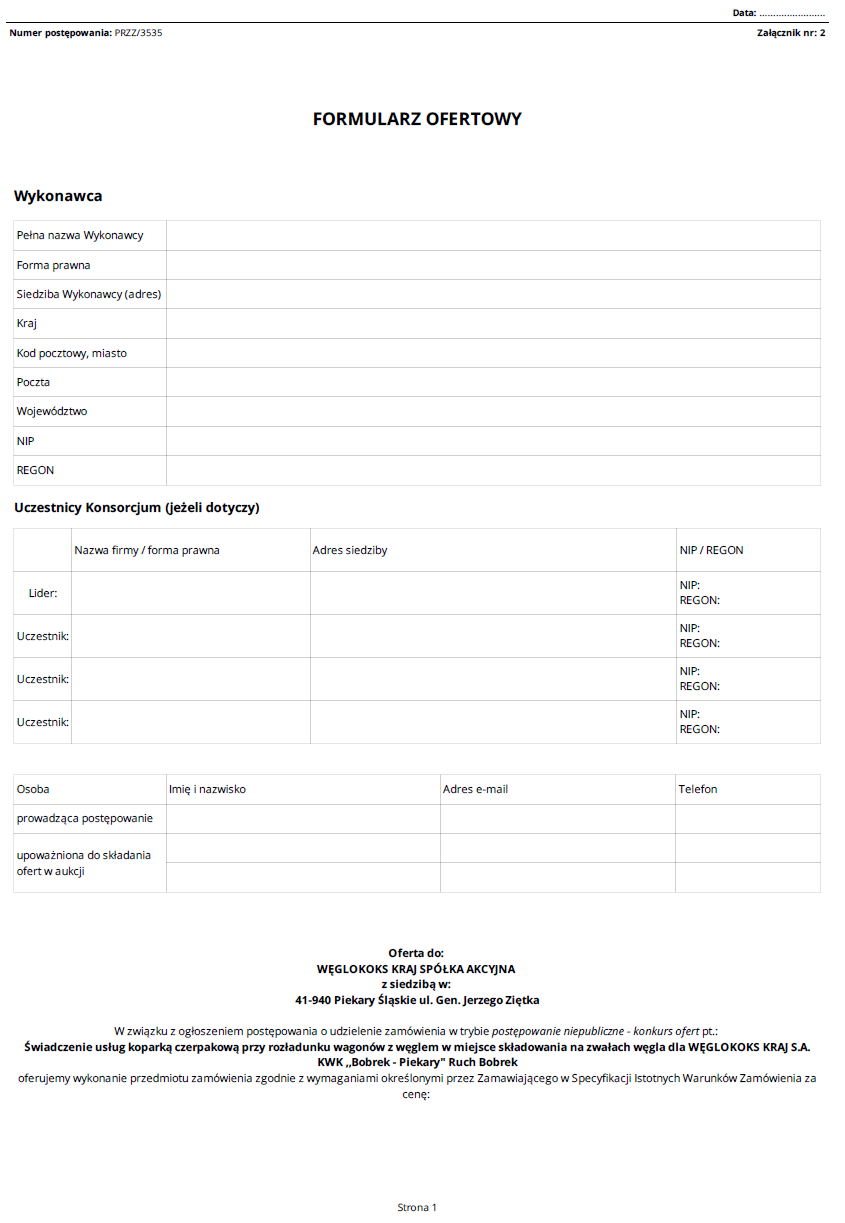 Data: ........................
Numer postępowania: PRZZ/3535 Załącznik nr: 2
FORMULARZ OFERTOWY
Wykonawca
Pełna nazwa Wykonawcy
Forma prawna
Siedziba Wykonawcy (adres)
Kraj
Kod pocztowy, miasto
Poczta
Województwo
NIP
REGON
Uczestnicy Konsorcjum (jeżeli dotyczy)
Nazwa firmy / forma prawna Adres siedziby NIP / REGON
Lider: NIP:
REGON:
Uczestnik: NIP:
REGON:
Uczestnik: NIP:
REGON:
Uczestnik: NIP:
REGON:
Osoba Imię i nazwisko Adres e-mail Telefon
prowadząca postępowanie
upoważniona do składania
ofert w aukcji
Oferta do:
WĘGLOKOKS KRAJ SPÓŁKA AKCYJNA
z siedzibą w:
41-940 Piekary Śląskie ul. Gen. Jerzego Ziętka
W związku z ogłoszeniem postępowania o udzielenie zamówienia w trybie postępowanie niepubliczne - konkurs ofert pt.:
Świadczenie usług koparką czerpakową przy rozładunku wagonów z węglem w miejsce składowania na zwałach węgla dla WĘGLOKOKS KRAJ S.A.
KWK ,,Bobrek - Piekary" Ruch Bobrek
oferujemy wykonanie przedmiotu zamówienia zgodnie z wymaganiami określonymi przez Zamawiającego w Specyfikacji Istotnych Warunków Zamówienia za
cenę:
Strona 1